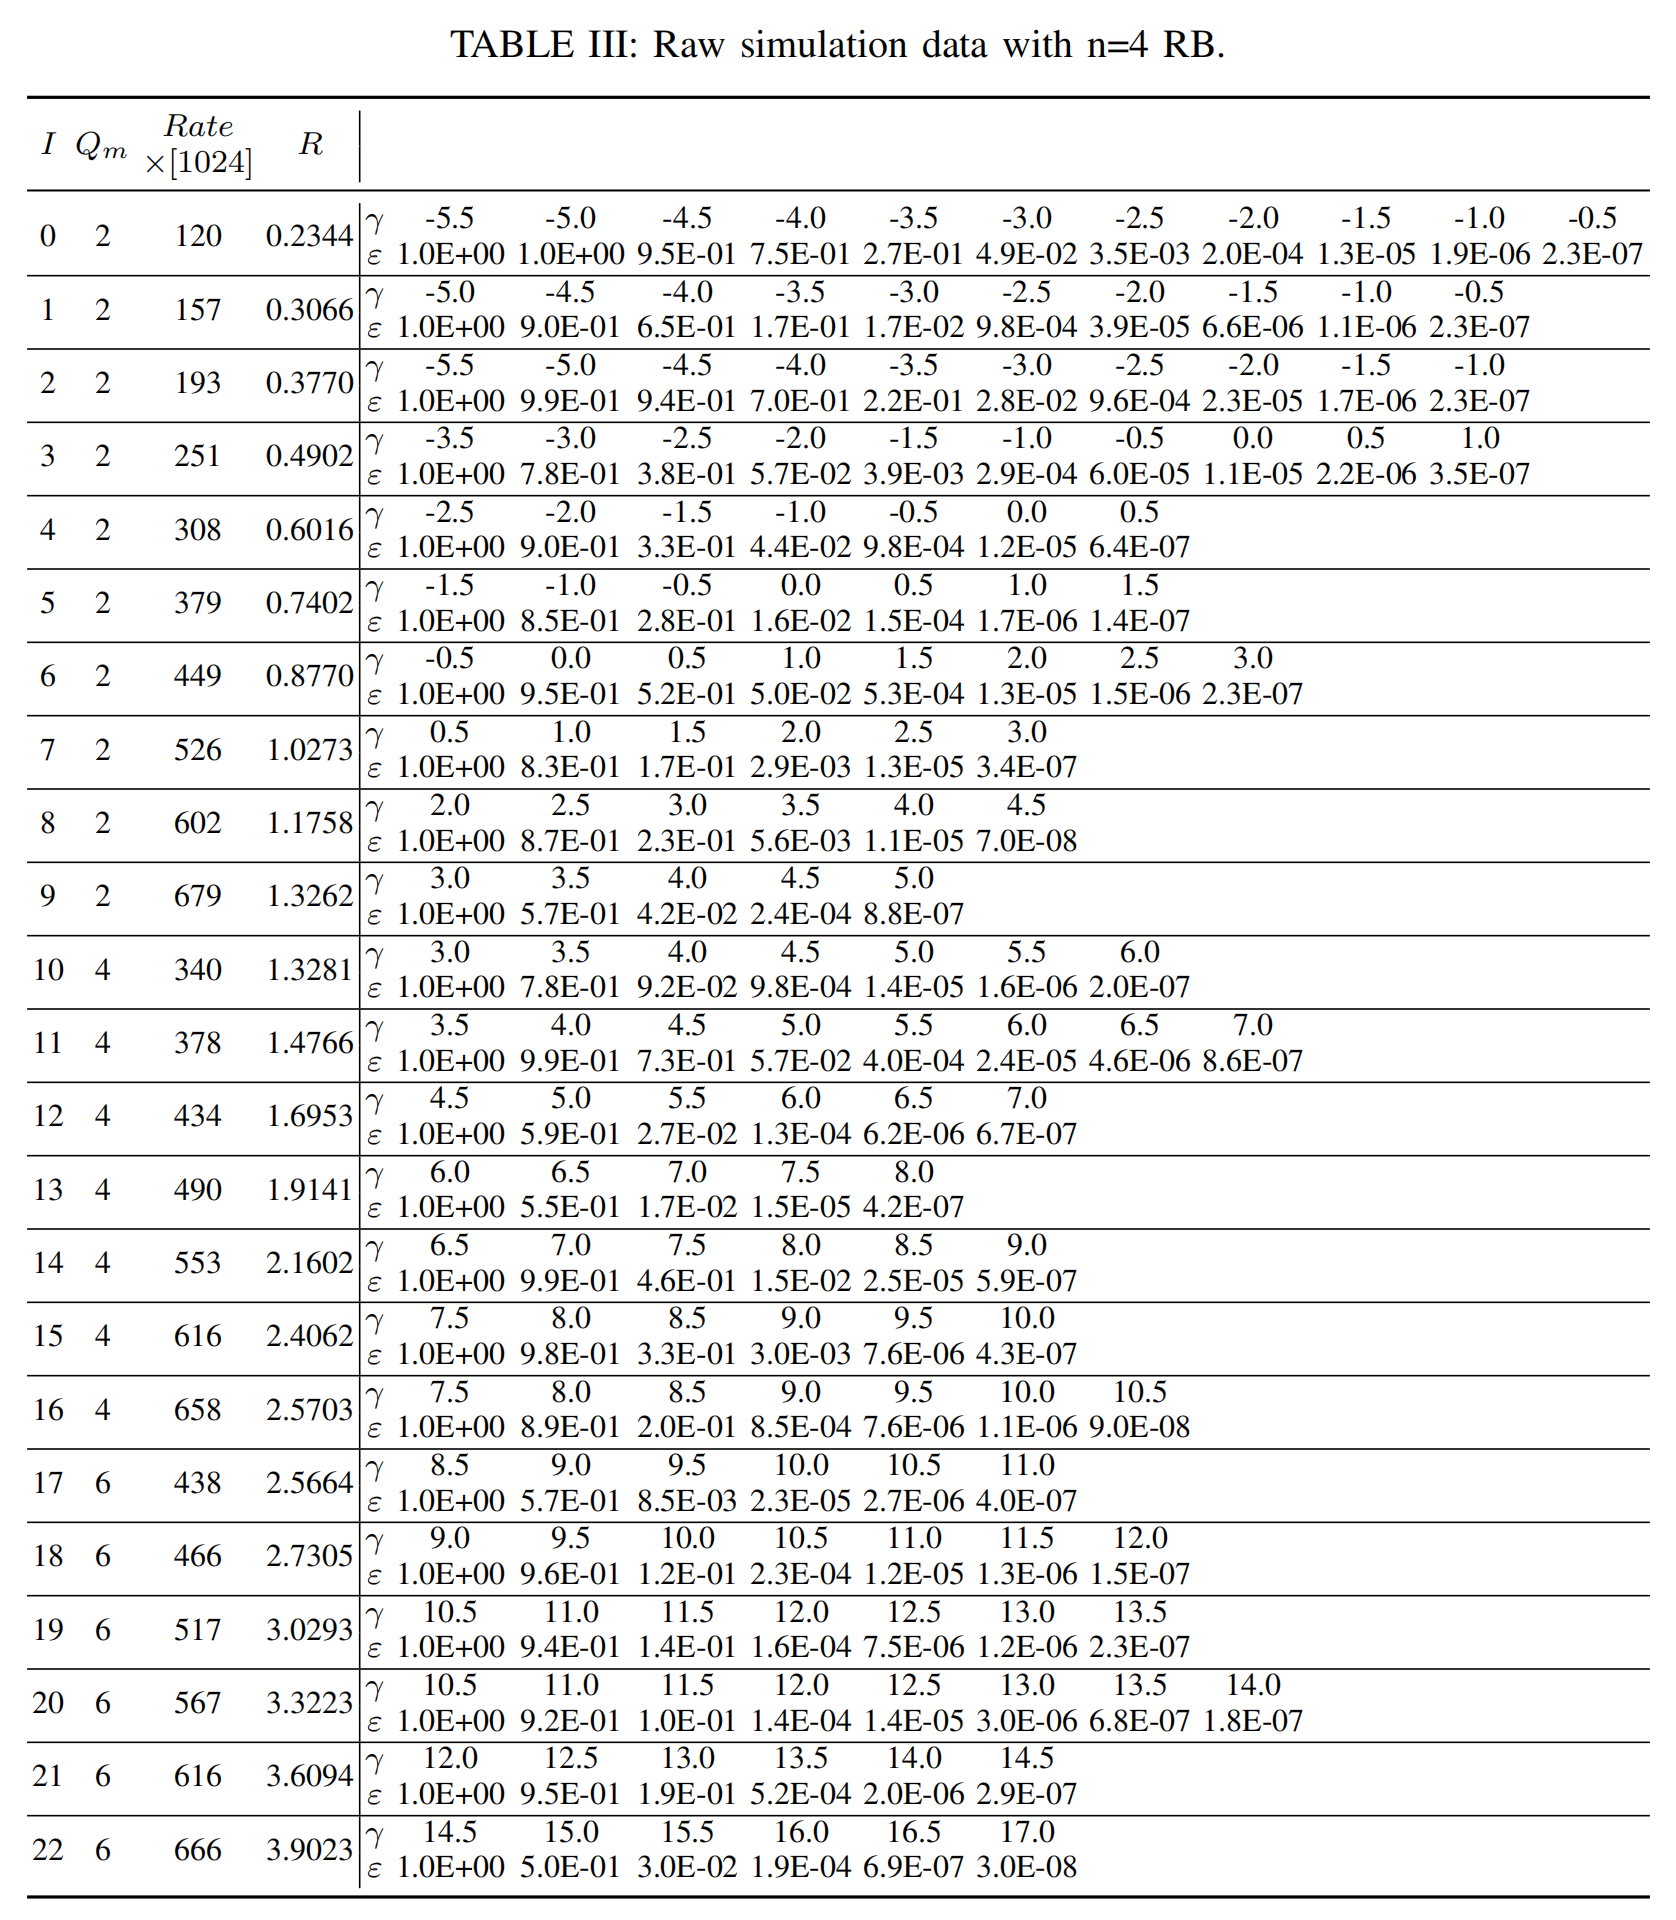 TABLE III: Raw simulation data with n=4 RB.
I Qm Rate ×[1024] R
0 2 120 0.2344
γ -5.5 -5.0 -4.5 -4.0 -3.5 -3.0 -2.5 -2.0 -1.5 -1.0 -0.5
ε 1.0E+00 1.0E+00 9.5E-01 7.5E-01 2.7E-01 4.9E-02 3.5E-03 2.0E-04 1.3E-05 1.9E-06 2.3E-07
1 2 157 0.3066
γ -5.0 -4.5 -4.0 -3.5 -3.0 -2.5 -2.0 -1.5 -1.0 -0.5
ε 1.0E+00 9.0E-01 6.5E-01 1.7E-01 1.7E-02 9.8E-04 3.9E-05 6.6E-06 1.1E-06 2.3E-07
2 2 193 0.3770
γ -5.5 -5.0 -4.5 -4.0 -3.5 -3.0 -2.5 -2.0 -1.5 -1.0
ε 1.0E+00 9.9E-01 9.4E-01 7.0E-01 2.2E-01 2.8E-02 9.6E-04 2.3E-05 1.7E-06 2.3E-07
3 2 251 0.4902
γ -3.5 -3.0 -2.5 -2.0 -1.5 -1.0 -0.5 0.0 0.5 1.0
ε 1.0E+00 7.8E-01 3.8E-01 5.7E-02 3.9E-03 2.9E-04 6.0E-05 1.1E-05 2.2E-06 3.5E-07
4 2 308 0.6016
γ -2.5 -2.0 -1.5 -1.0 -0.5 0.0 0.5
ε 1.0E+00 9.0E-01 3.3E-01 4.4E-02 9.8E-04 1.2E-05 6.4E-07
5 2 379 0.7402
γ -1.5 -1.0 -0.5 0.0 0.5 1.0 1.5
ε 1.0E+00 8.5E-01 2.8E-01 1.6E-02 1.5E-04 1.7E-06 1.4E-07
6 2 449 0.8770
γ -0.5 0.0 0.5 1.0 1.5 2.0 2.5 3.0
ε 1.0E+00 9.5E-01 5.2E-01 5.0E-02 5.3E-04 1.3E-05 1.5E-06 2.3E-07
7 2 526 1.0273
γ 0.5 1.0 1.5 2.0 2.5 3.0
ε 1.0E+00 8.3E-01 1.7E-01 2.9E-03 1.3E-05 3.4E-07
8 2 602 1.1758
γ 2.0 2.5 3.0 3.5 4.0 4.5
ε 1.0E+00 8.7E-01 2.3E-01 5.6E-03 1.1E-05 7.0E-08
9 2 679 1.3262
γ 3.0 3.5 4.0 4.5 5.0
ε 1.0E+00 5.7E-01 4.2E-02 2.4E-04 8.8E-07
10 4 340 1.3281
γ 3.0 3.5 4.0 4.5 5.0 5.5 6.0
ε 1.0E+00 7.8E-01 9.2E-02 9.8E-04 1.4E-05 1.6E-06 2.0E-07
11 4 378 1.4766
γ 3.5 4.0 4.5 5.0 5.5 6.0 6.5 7.0
ε 1.0E+00 9.9E-01 7.3E-01 5.7E-02 4.0E-04 2.4E-05 4.6E-06 8.6E-07
12 4 434 1.6953
γ 4.5 5.0 5.5 6.0 6.5 7.0
ε 1.0E+00 5.9E-01 2.7E-02 1.3E-04 6.2E-06 6.7E-07
13 4 490 1.9141
γ 6.0 6.5 7.0 7.5 8.0
ε 1.0E+00 5.5E-01 1.7E-02 1.5E-05 4.2E-07
14 4 553 2.1602
γ 6.5 7.0 7.5 8.0 8.5 9.0
ε 1.0E+00 9.9E-01 4.6E-01 1.5E-02 2.5E-05 5.9E-07
15 4 616 2.4062
γ 7.5 8.0 8.5 9.0 9.5 10.0
ε 1.0E+00 9.8E-01 3.3E-01 3.0E-03 7.6E-06 4.3E-07
16 4 658 2.5703
γ 7.5 8.0 8.5 9.0 9.5 10.0 10.5
ε 1.0E+00 8.9E-01 2.0E-01 8.5E-04 7.6E-06 1.1E-06 9.0E-08
17 6 438 2.5664
γ 8.5 9.0 9.5 10.0 10.5 11.0
ε 1.0E+00 5.7E-01 8.5E-03 2.3E-05 2.7E-06 4.0E-07
18 6 466 2.7305
γ 9.0 9.5 10.0 10.5 11.0 11.5 12.0
ε 1.0E+00 9.6E-01 1.2E-01 2.3E-04 1.2E-05 1.3E-06 1.5E-07
19 6 517 3.0293
γ 10.5 11.0 11.5 12.0 12.5 13.0 13.5
ε 1.0E+00 9.4E-01 1.4E-01 1.6E-04 7.5E-06 1.2E-06 2.3E-07
20 6 567 3.3223
γ 10.5 11.0 11.5 12.0 12.5 13.0 13.5 14.0
ε 1.0E+00 9.2E-01 1.0E-01 1.4E-04 1.4E-05 3.0E-06 6.8E-07 1.8E-07
21 6 616 3.6094
γ 12.0 12.5 13.0 13.5 14.0 14.5
ε 1.0E+00 9.5E-01 1.9E-01 5.2E-04 2.0E-06 2.9E-07
22 6 666 3.9023
γ 14.5 15.0 15.5 16.0 16.5 17.0
ε 1.0E+00 5.0E-01 3.0E-02 1.9E-04 6.9E-07 3.0E-08